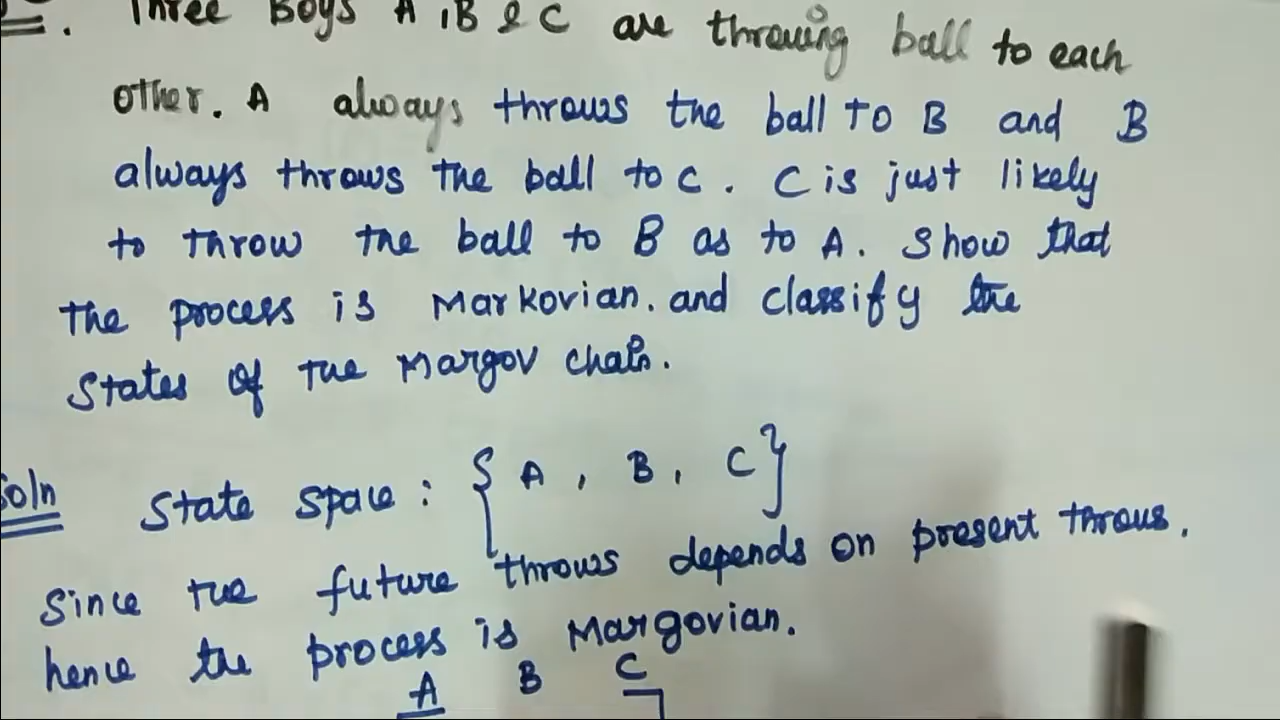 Three Boys A, B & C are throwing ball to each
other. A always throws the ball to B and B
always throws the ball to C. C is just likely
to throw the ball to B as to A. Show that
the process is Markovian. and classify the
States of the Margov chain.
Soln State Space : { A, B, C }
Since the future throws depends on present throws.
hence the process is Margovian.
A B C